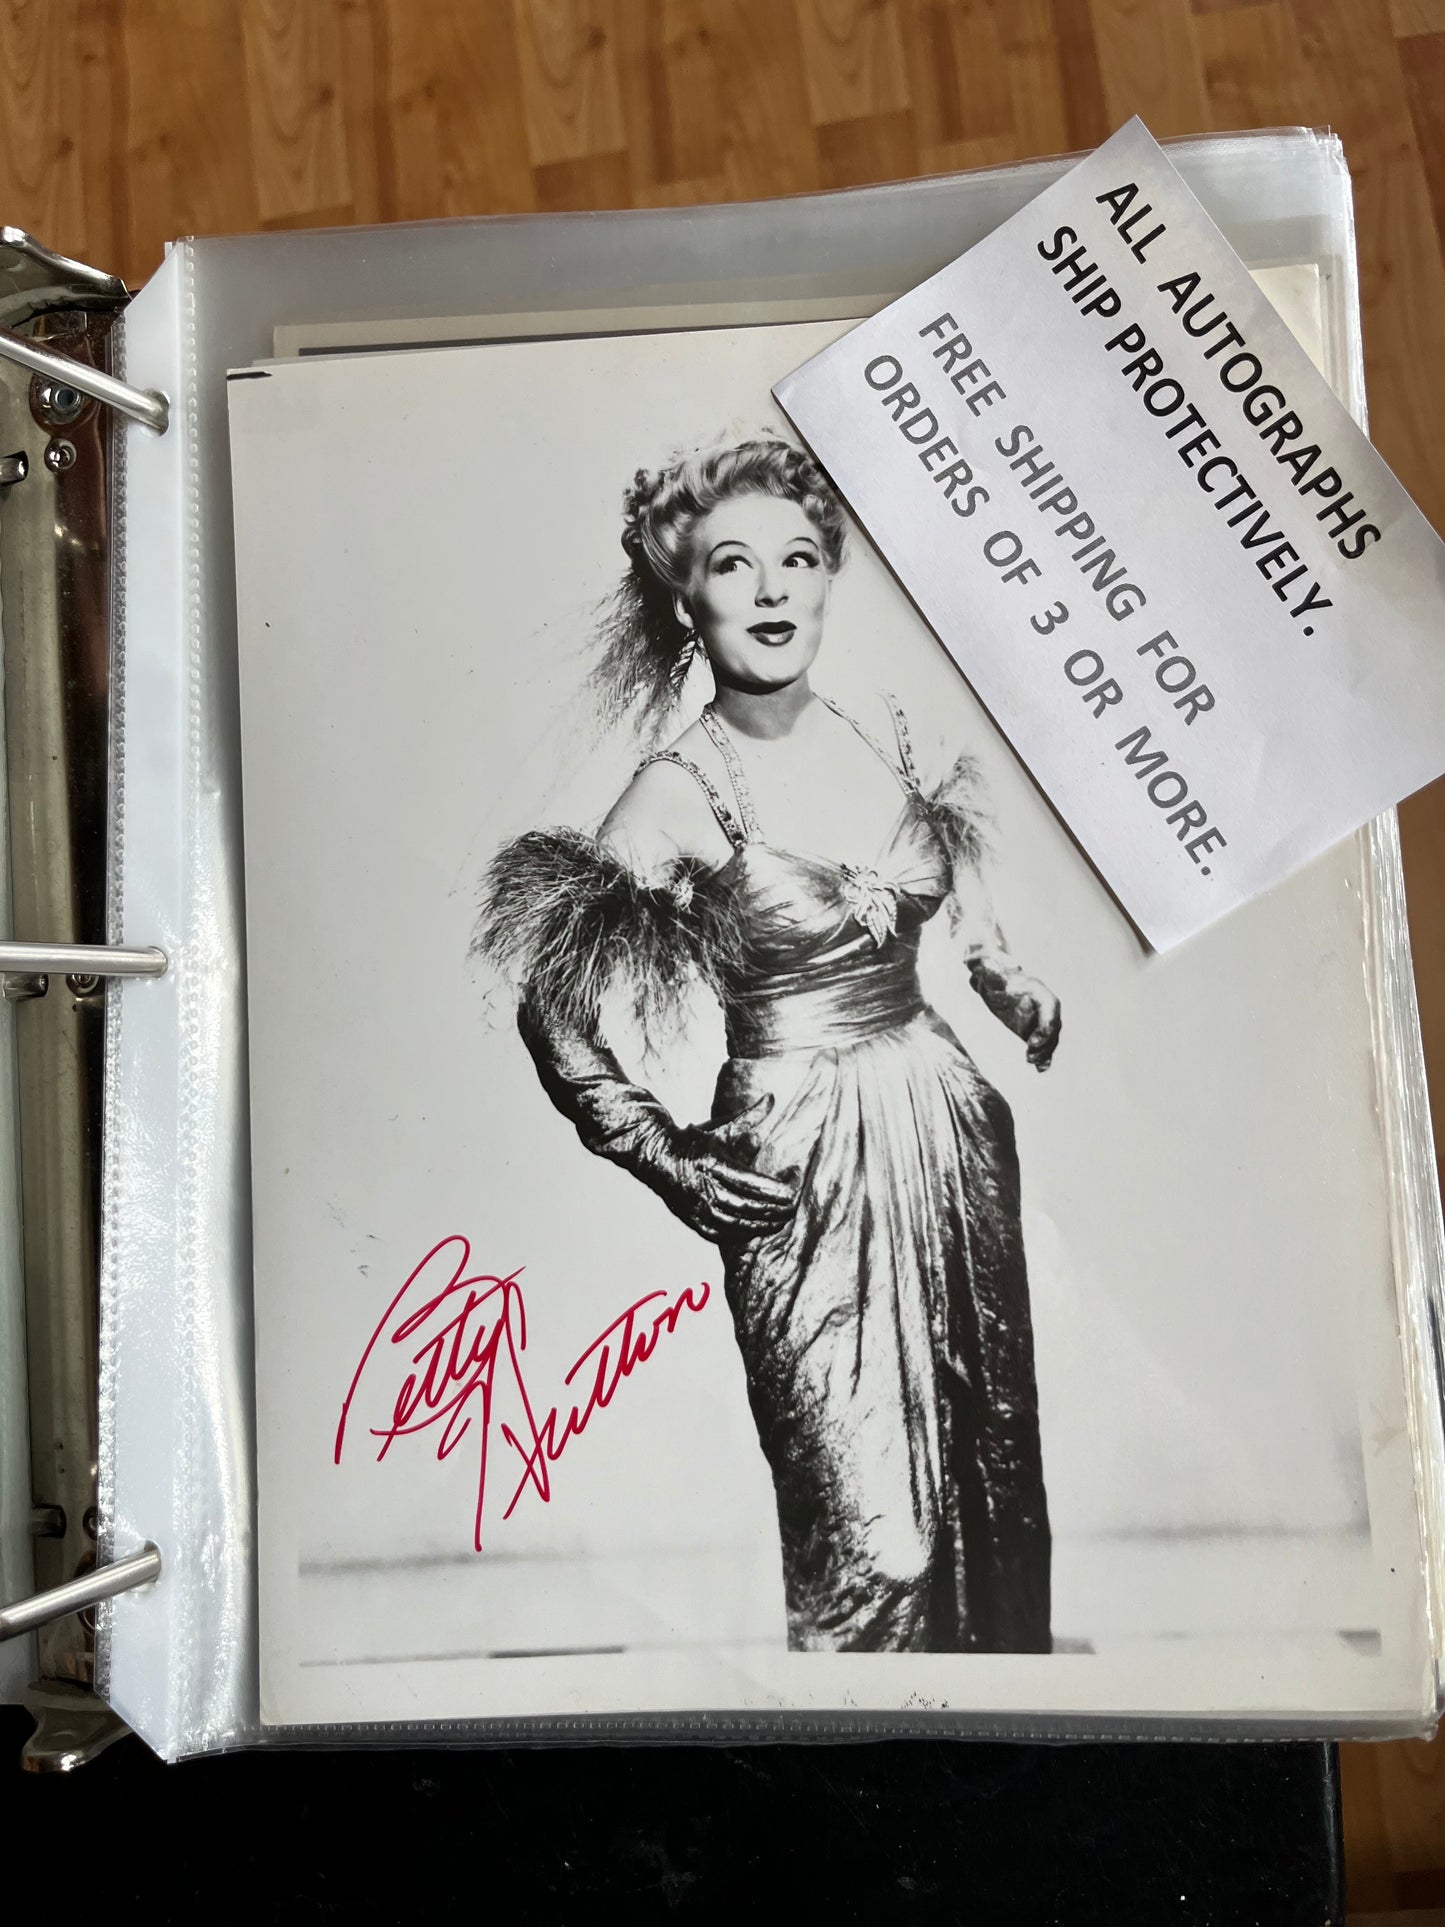 ALL AUTOGRAPHS
SHIP PROTECTIVELY.
FREE SHIPPING FOR
ORDERS OF 3 OR MORE.
Betty
Hutton